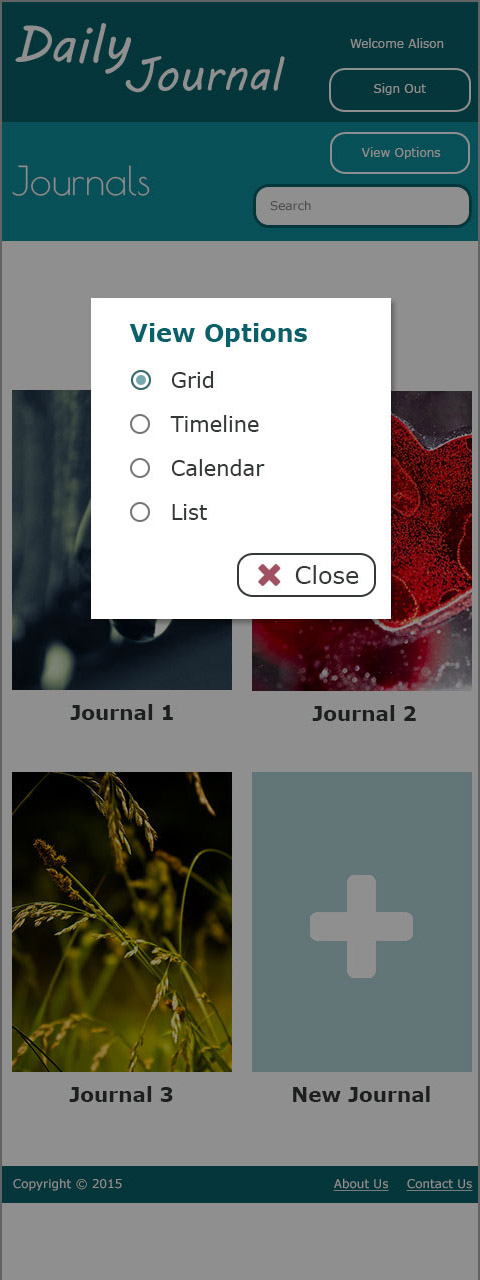 Daily
Journal
Welcome Alison
Sign Out
View Options
Journals
Search
View Options
Grid
Timeline
Calendar
List
Close
Journal 1
Journal 2
Journal 3
New Journal
Copyright © 2015
About Us
Contact Us